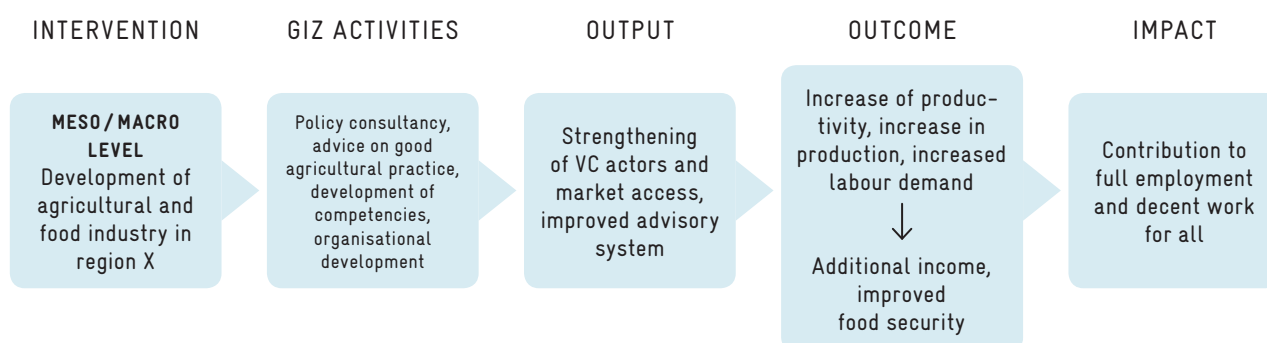 INTERVENTION
GIZ ACTIVITIES
OUTPUT
OUTCOME
IMPACT
MESO / MACRO
LEVEL
Development of
agricultural and
food industry in
region X
Policy consultancy,
advice on good
agricultural practice,
development of
competencies,
organisational
development
Strengthening
of VC actors and
market access,
improved advisory
system
Increase of produc-
tivity, increase in
production, increased
labour demand
Additional income,
improved
food security
Contribution to
full employment
and decent work
for all